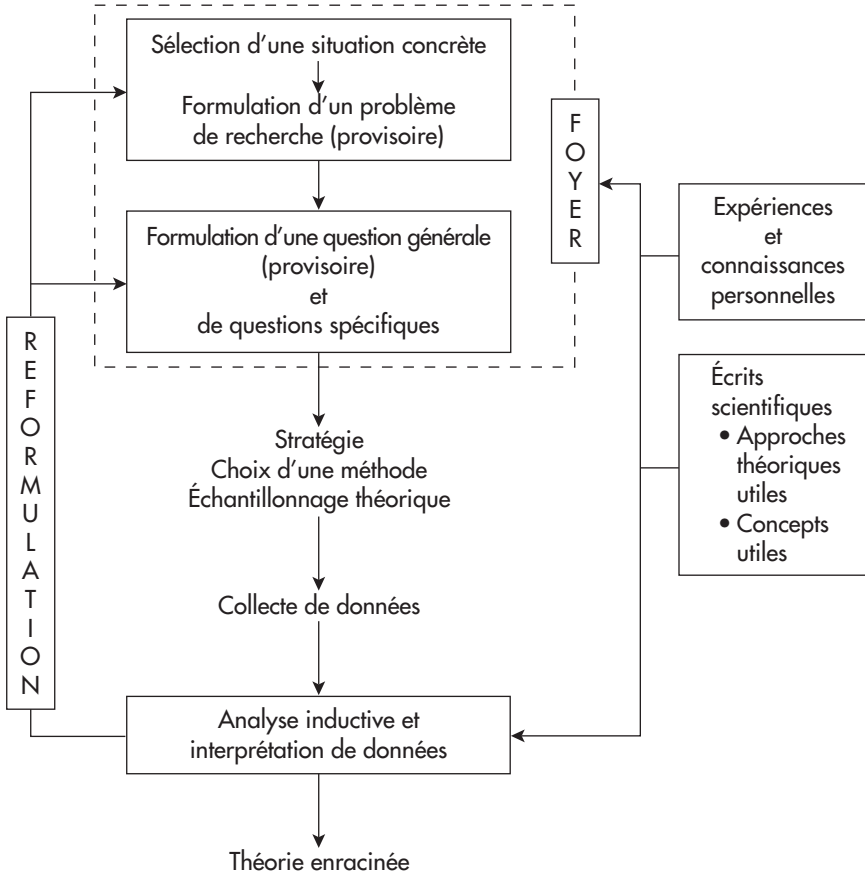 Sélection d'une situation concrète
Formulation d'un problème
de recherche (provisoire)
FOYER
Formulation d'une question générale
(provisoire)
et
de questions spécifiques
Expériences
et
connaissances
personnelles
REFORMULATION
Écrits
scientifiques
• Approches
théoriques
utiles
• Concepts
utiles
Stratégie
Choix d'une méthode
Échantillonnage théorique
Collecte de données
Analyse inductive et
interprétation de données
Théorie enracinée